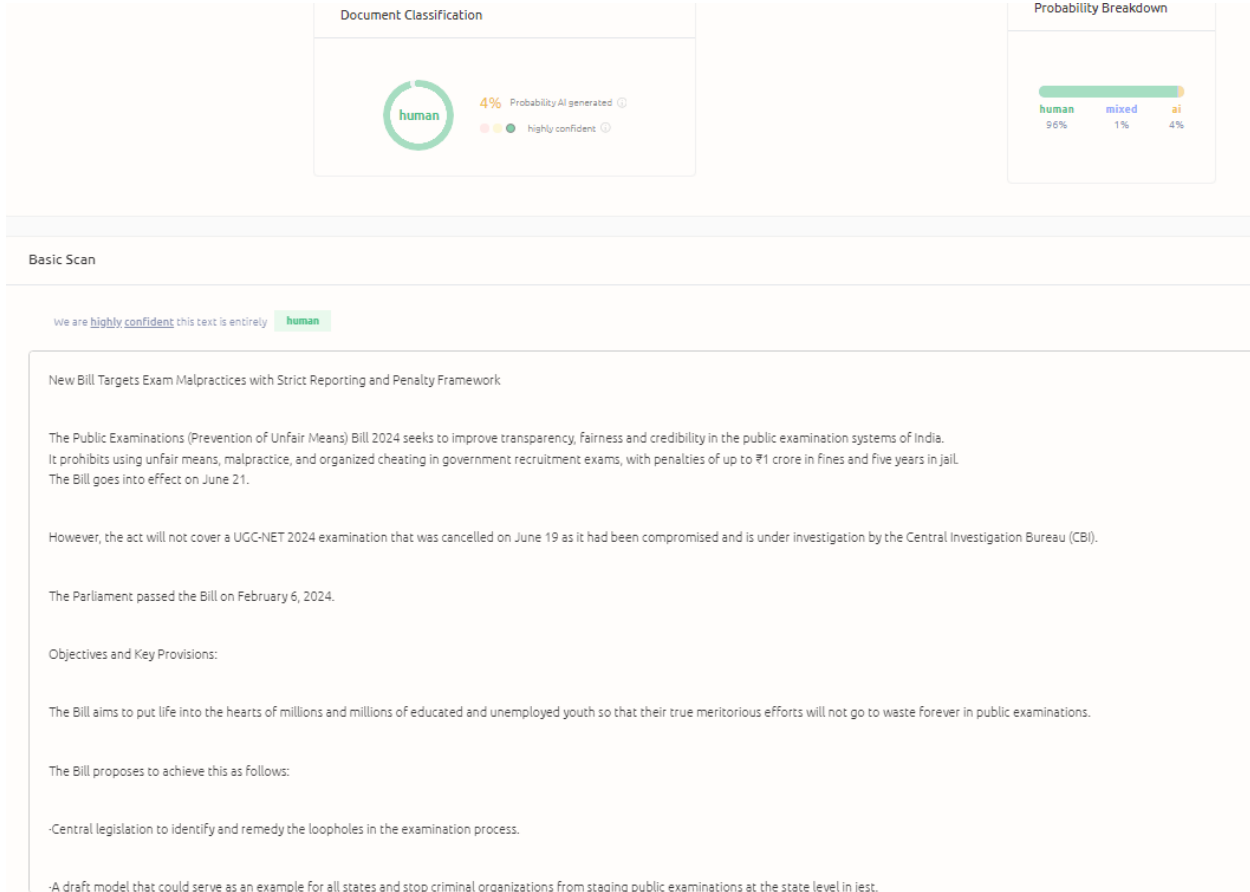 Document Classification
Probability Breakdown
human
4% Probability AI generated
highly confident
human mixed ai
96% 1% 4%
Basic Scan
We are highly confident this text is entirely human
New Bill Targets Exam Malpractices with Strict Reporting and Penalty Framework
The Public Examinations (Prevention of Unfair Means) Bill 2024 seeks to improve transparency, fairness and credibility in the public examination systems of India.
It prohibits using unfair means, malpractice, and organized cheating in government recruitment exams, with penalties of up to ₹1 crore in fines and five years in jail.
The Bill goes into effect on June 21.
However, the act will not cover a UGC-NET 2024 examination that was cancelled on June 19 as it had been compromised and is under investigation by the Central Investigation Bureau (CBI).
The Parliament passed the Bill on February 6, 2024.
Objectives and Key Provisions:
The Bill aims to put life into the hearts of millions and millions of educated and unemployed youth so that their true meritorious efforts will not go to waste forever in public examinations.
The Bill proposes to achieve this as follows:
·Central legislation to identify and remedy the loopholes in the examination process.
·A draft model that could serve as an example for all states and stop criminal organizations from staging public examinations at the state level in jest.